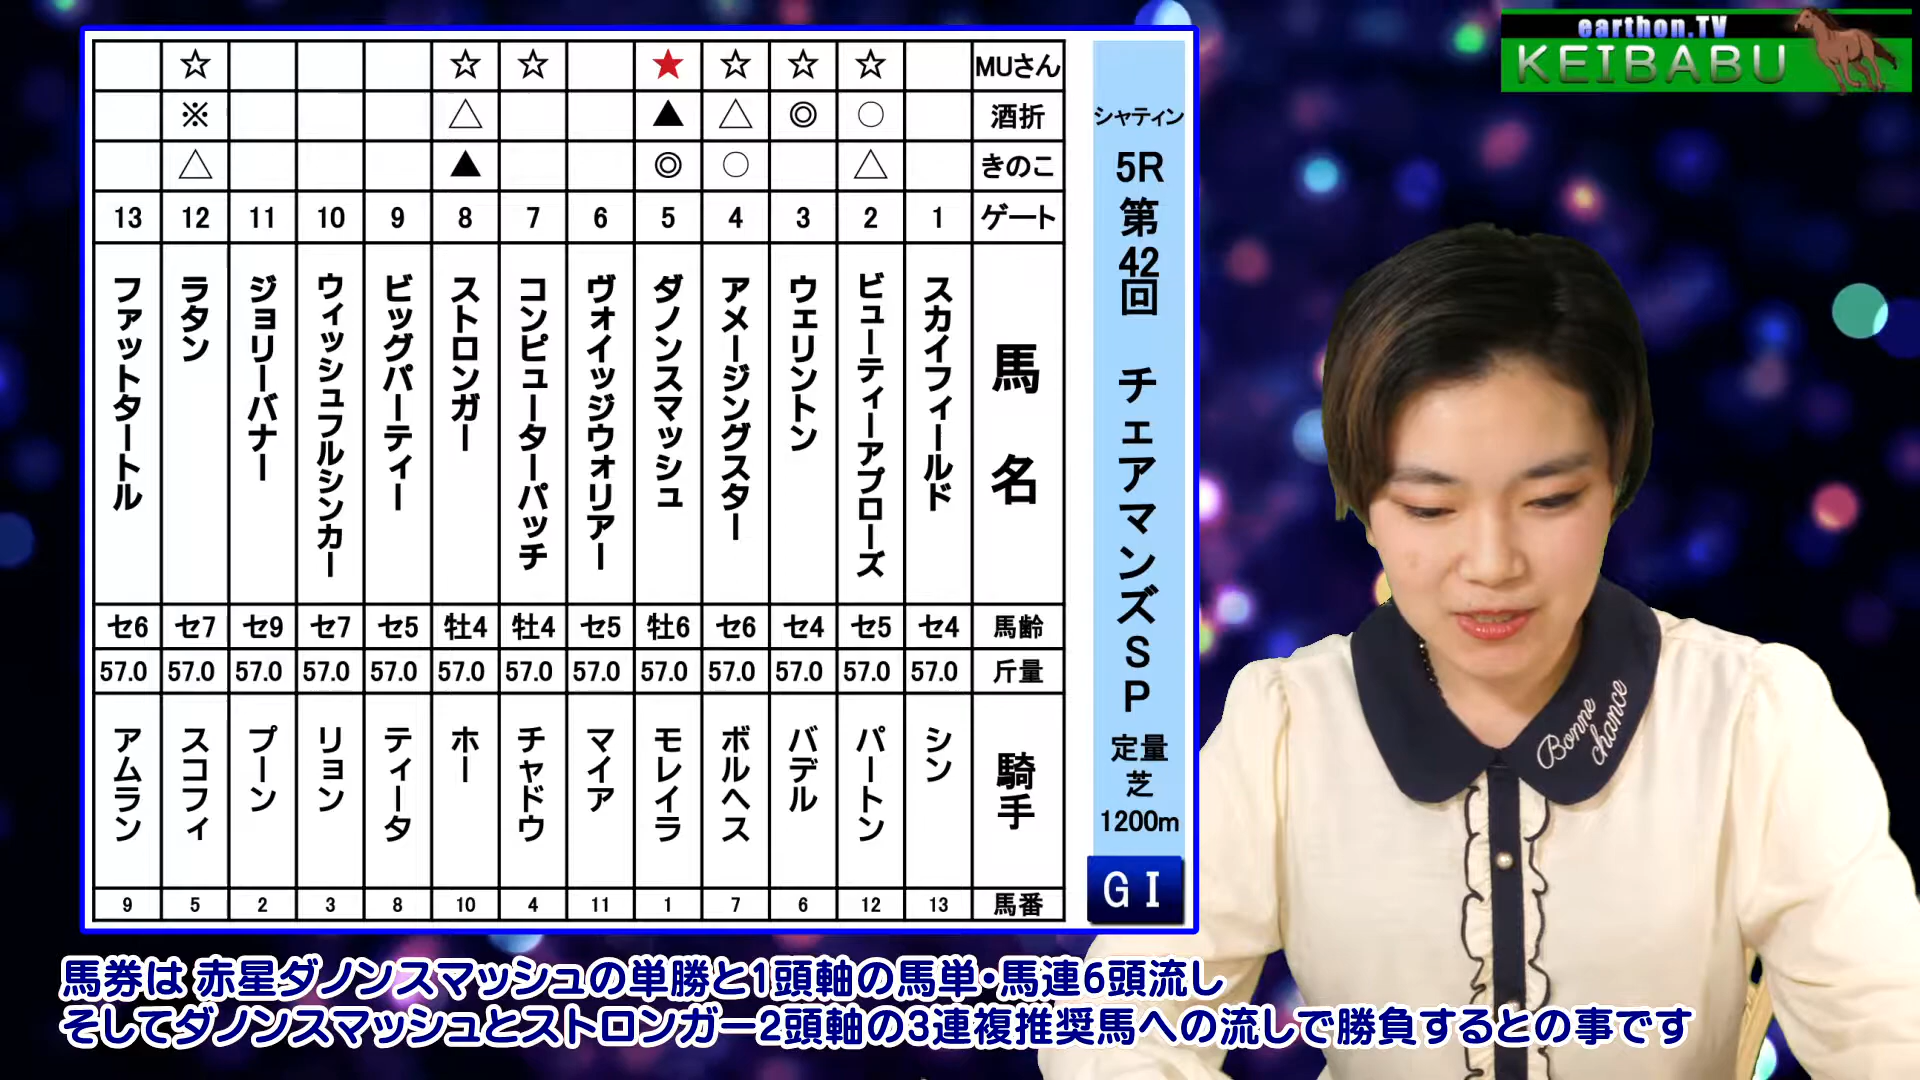 earthon.TV
KEIBABU
シャティン
5R
第42回 チェアマンズSP
定量
芝
1200m
GⅠ
MUさん ☆ ☆ ☆ ★ ☆ ☆ ☆
酒折 ○ ◎ △ ▲ △ ※
きのこ △ ○ ◎ ▲ △
ゲート 1 2 3 4 5 6 7 8 9 10 11 12 13
馬名
スカイフィールド
ビューティーアプローズ
ウェリントン
アメージングスター
ダノンスマッシュ
ヴォイッジウォリアー
コンピューターパッチ
ストロンガー
ビッグパーティー
ウィッシュフルシンカー
ジョリーバナー
ラタン
ファットタートル
馬齢 セ4 セ5 セ4 セ6 牡6 セ5 牡4 牡4 セ5 セ7 セ9 セ7 セ6
斤量 57.0 57.0 57.0 57.0 57.0 57.0 57.0 57.0 57.0 57.0 57.0 57.0 57.0
騎手
シン
パートン
バデル
ボルヘス
モレイラ
マイア
チャドウ
ホー
ティータ
リョン
プーン
スコフィ
アムラン
馬番 13 12 6 7 1 11 4 10 8 3 2 5 9
Bonne
chance
馬券は 赤星ダノンスマッシュの単勝と1頭軸の馬単・馬連6頭流し
そしてダノンスマッシュとストロンガー2頭軸の3連複推奨馬への流しで勝負するとの事です